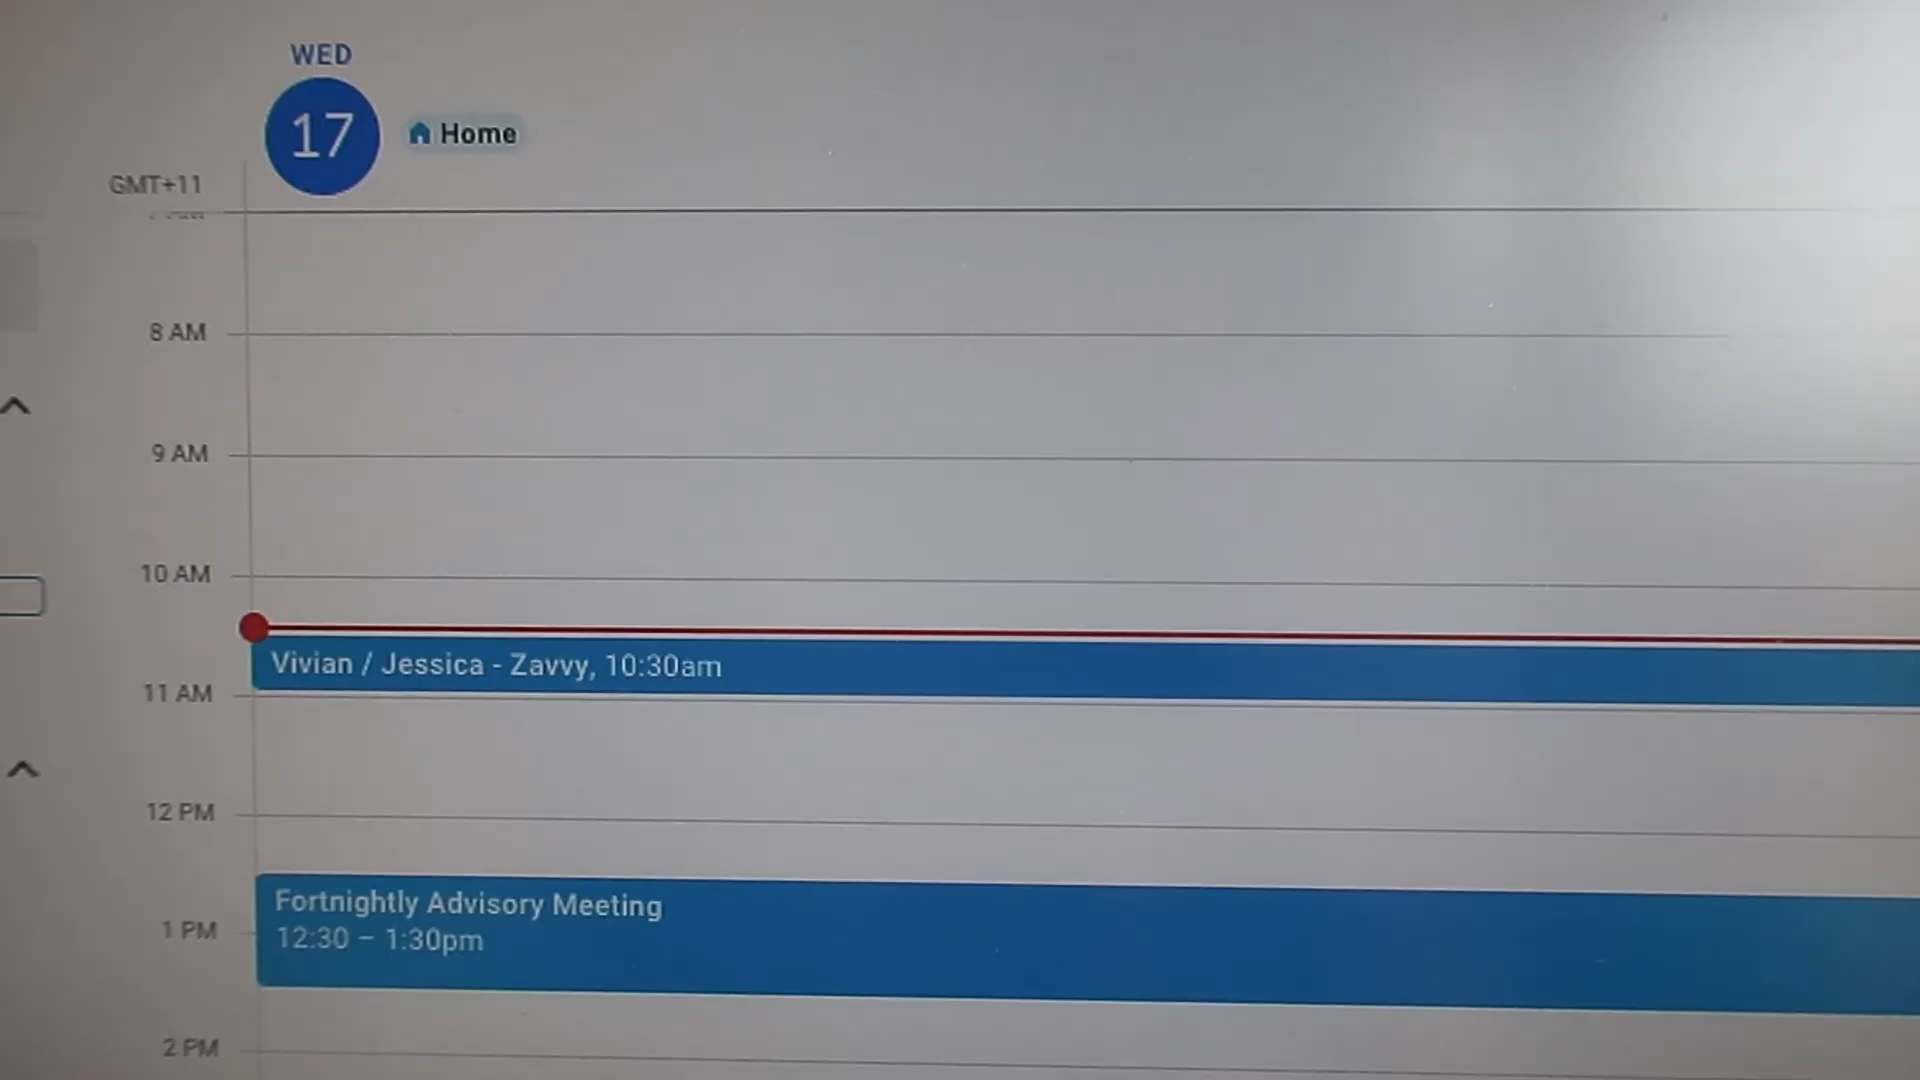 WED
17
Home
GMT+11
8 AM
9 AM
10 AM
Vivian / Jessica - Zavvy, 10:30am
11 AM
12 PM
Fortnightly Advisory Meeting
12:30 – 1:30pm
1 PM
2 PM